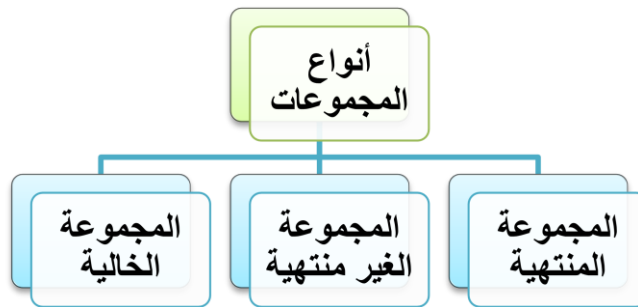 أنواع
المجموعات
المجموعة
المنتهية
المجموعة
الغير منتهية
المجموعة
الخالية